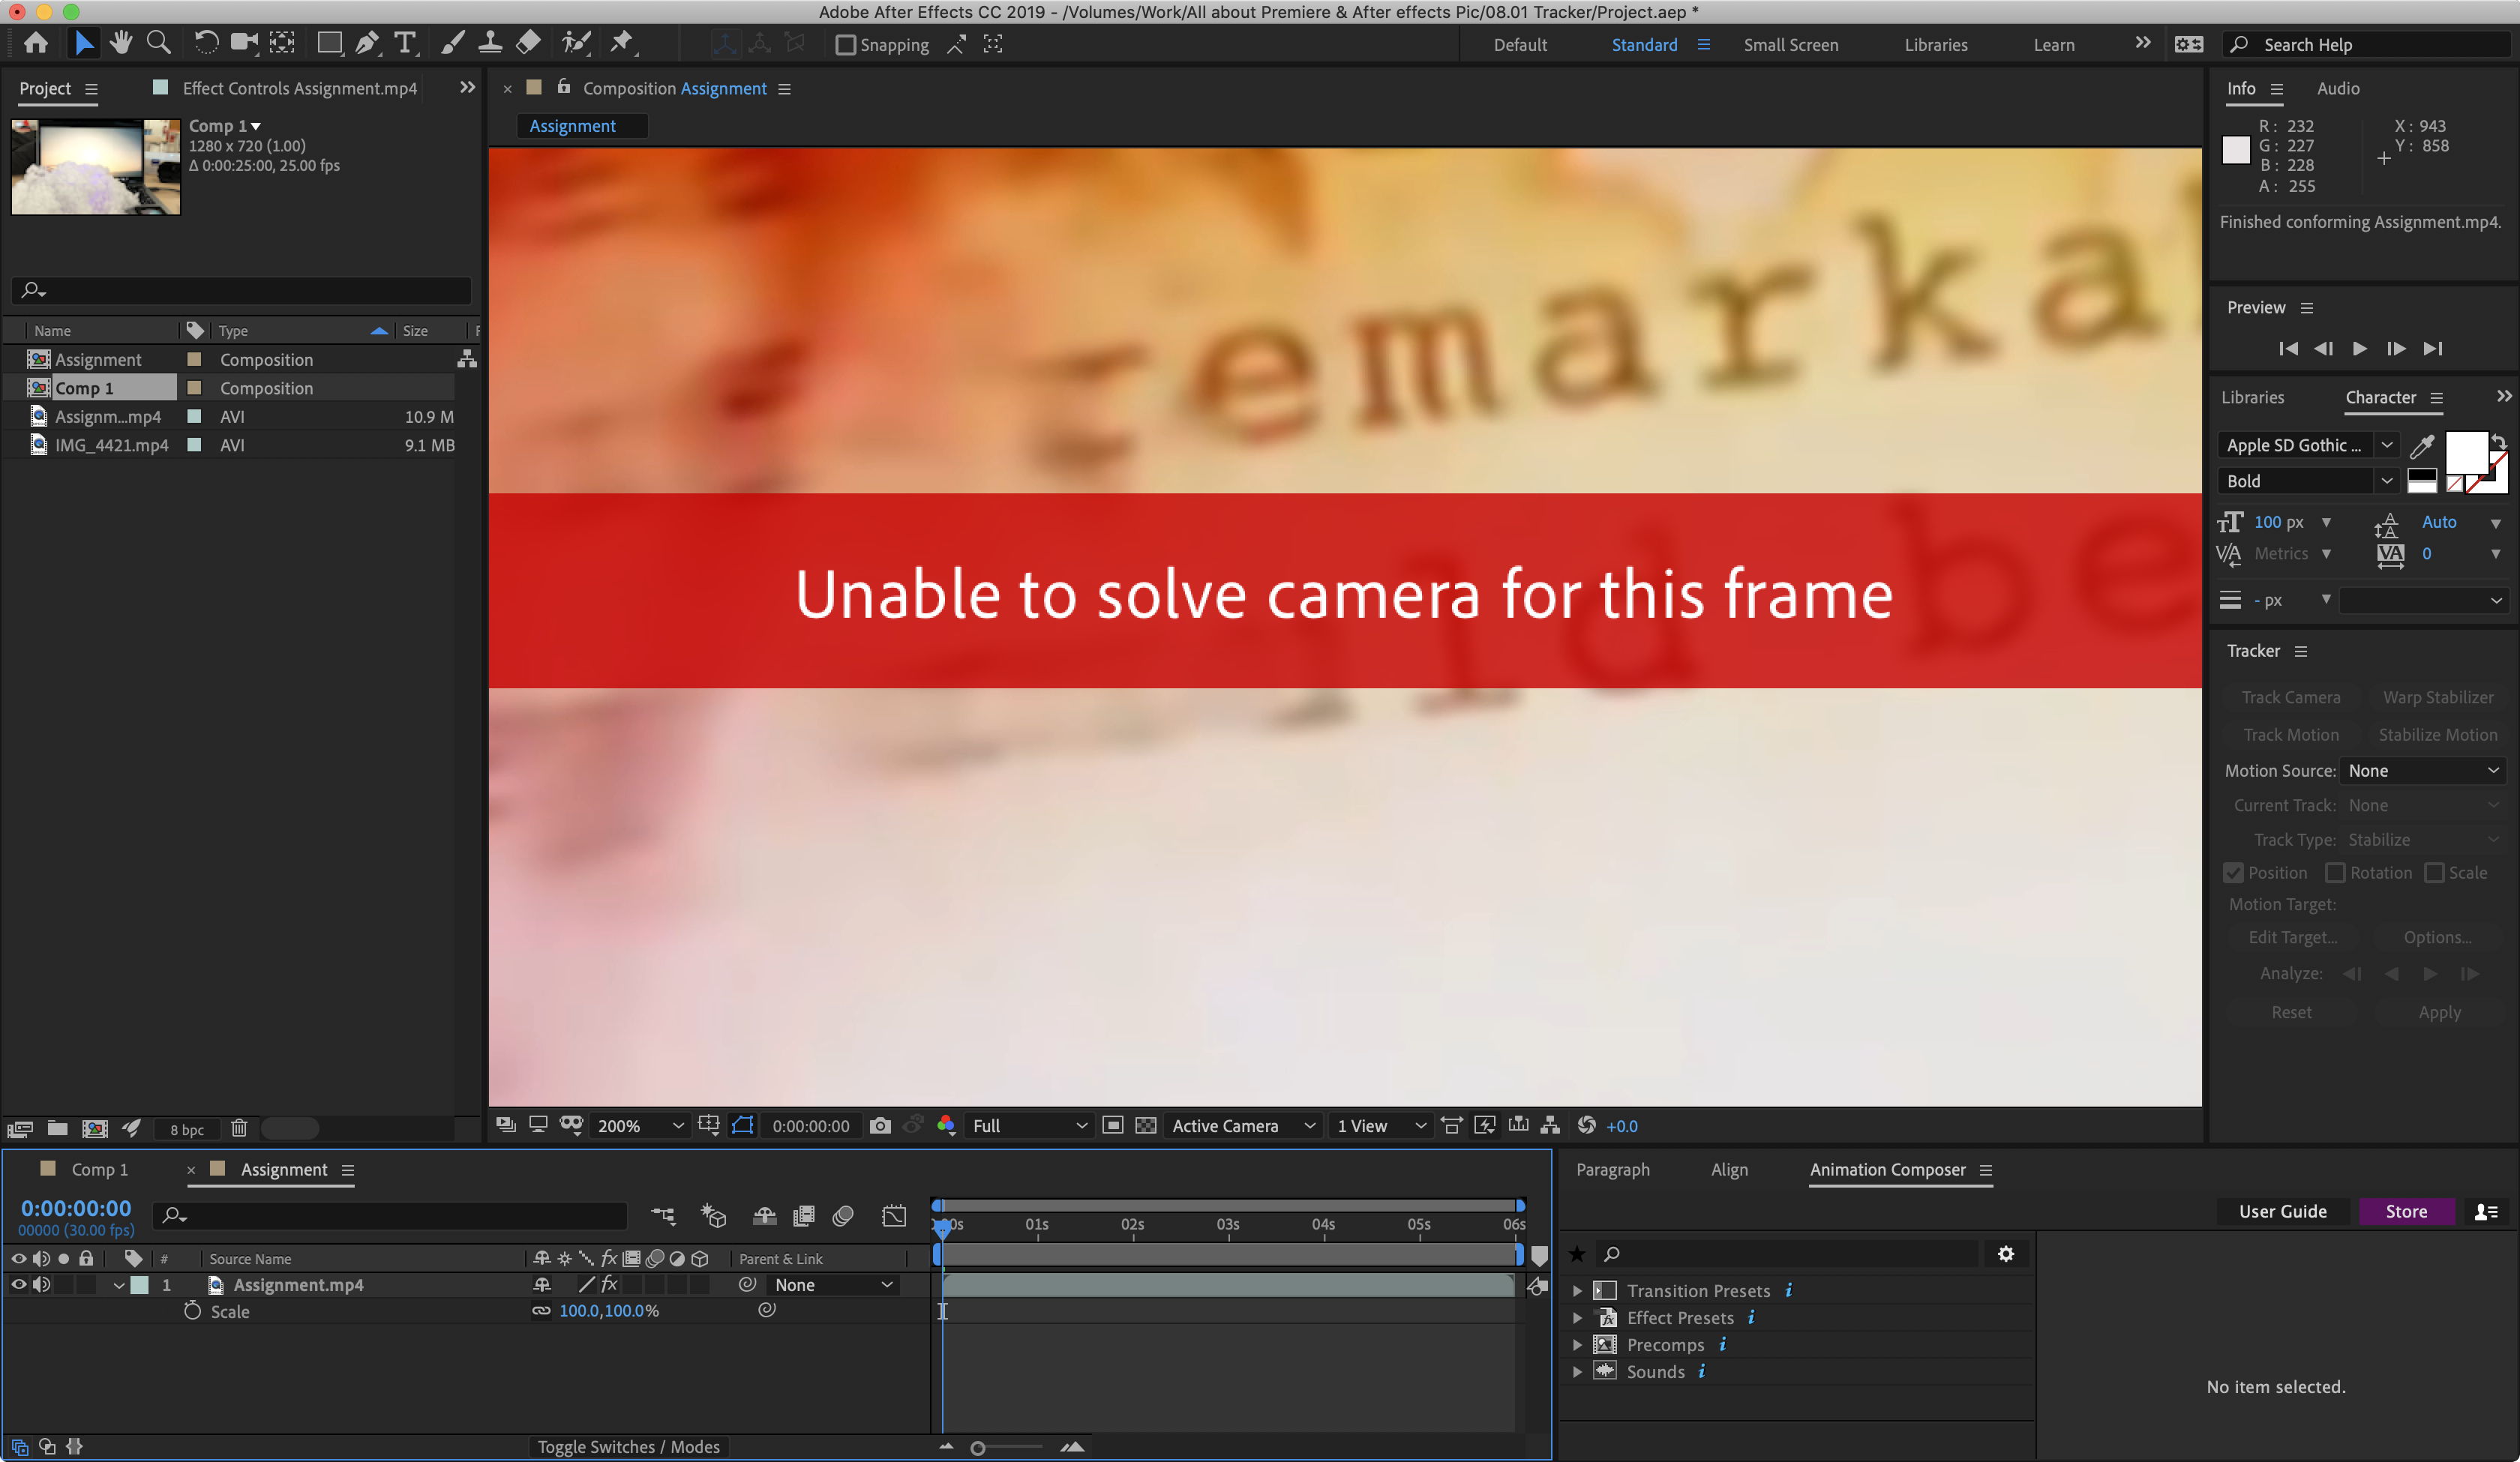 Adobe After Effects CC 2019 - /Volumes/Work/All about Premiere & After effects Pic/08.01 Tracker/Project.aep *
Snapping
Default
Standard
Small Screen
Libraries
Learn
Search Help
Project
Effect Controls Assignment.mp4
Comp 1
1280 x 720 (1.00)
Δ 0:00:25:00, 25.00 fps
Name
Type
Size
Assignment Composition
Comp 1 Composition
Assignm...mp4 AVI 10.9 M
IMG_4421.mp4 AVI 9.1 MB
8 bpc
Composition Assignment
Assignment
remarka
Unable to solve camera for this frame
ld be
200%
0:00:00:00
Full
Active Camera
1 View
+0.0
Info
Audio
R: 232
G: 227
B: 228
A: 255
X: 943
Y: 858
Finished conforming Assignment.mp4.
Preview
Libraries
Character
Apple SD Gothic ...
Bold
100 px
Auto
Metrics
0
- px
Tracker
Track Camera
Warp Stabilizer
Track Motion
Stabilize Motion
Motion Source: None
Current Track: None
Track Type: Stabilize
Position
Rotation
Scale
Motion Target:
Edit Target...
Options...
Analyze:
Reset
Apply
Comp 1
Assignment
0:00:00:00
00000 (30.00 fps)
01s 02s 03s 04s 05s 06s
# Source Name
Parent & Link
1 Assignment.mp4
fx
None
Scale 100.0,100.0%
Toggle Switches / Modes
Paragraph
Align
Animation Composer
User Guide
Store
Transition Presets i
Effect Presets i
Precomps i
Sounds i
No item selected.